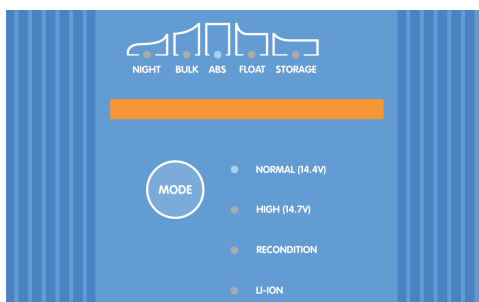 NIGHT BULK ABS FLOAT STORAGE
MODE
NORMAL (14.4V)
HIGH (14.7V)
RECONDITION
LI-ION